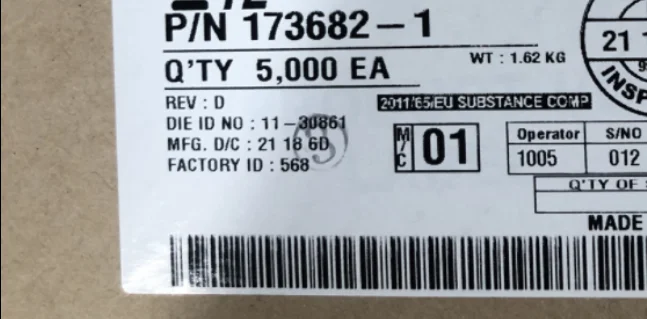 P/N 173682-1
21
Q'TY 5,000 EA
WT : 1.62 KG
INSP
REV : D
2011/65/EU SUBSTANCE COMP
DIE ID NO : 11-30861
MFG. D/C : 21 18 6D
FACTORY ID : 568
M/C 01
Operator S/NO
1005 012
Q'TY OF
MADE